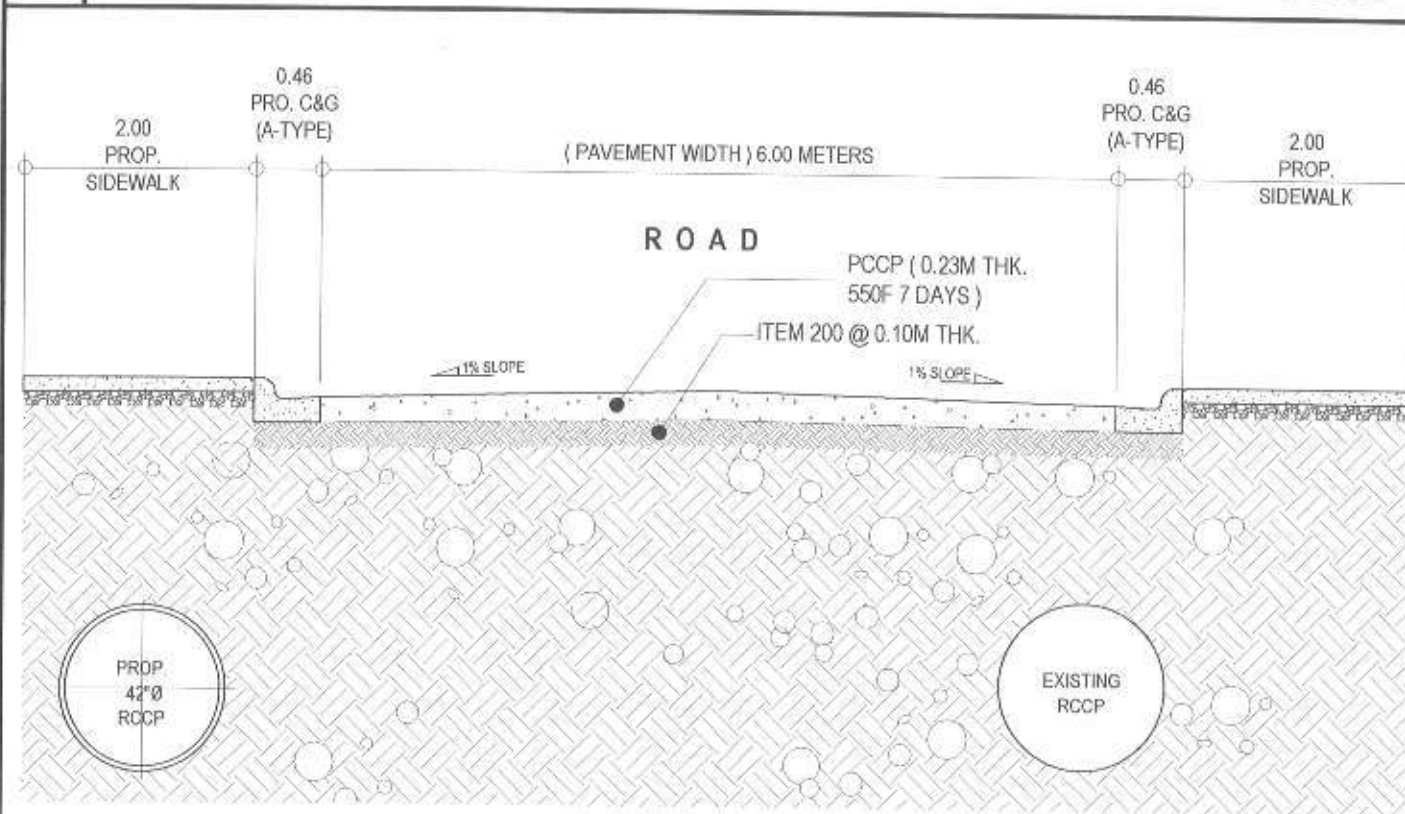 0.46
PRO. C&G
(A-TYPE)
0.46
PRO. C&G
(A-TYPE)
2.00
PROP.
SIDEWALK
( PAVEMENT WIDTH ) 6.00 METERS
2.00
PROP.
SIDEWALK
ROAD
PCCP ( 0.23M THK.
550F 7 DAYS )
ITEM 200 @ 0.10M THK.
1% SLOPE
1% SLOPE
PROP
42"Ø
RCCP
EXISTING
RCCP